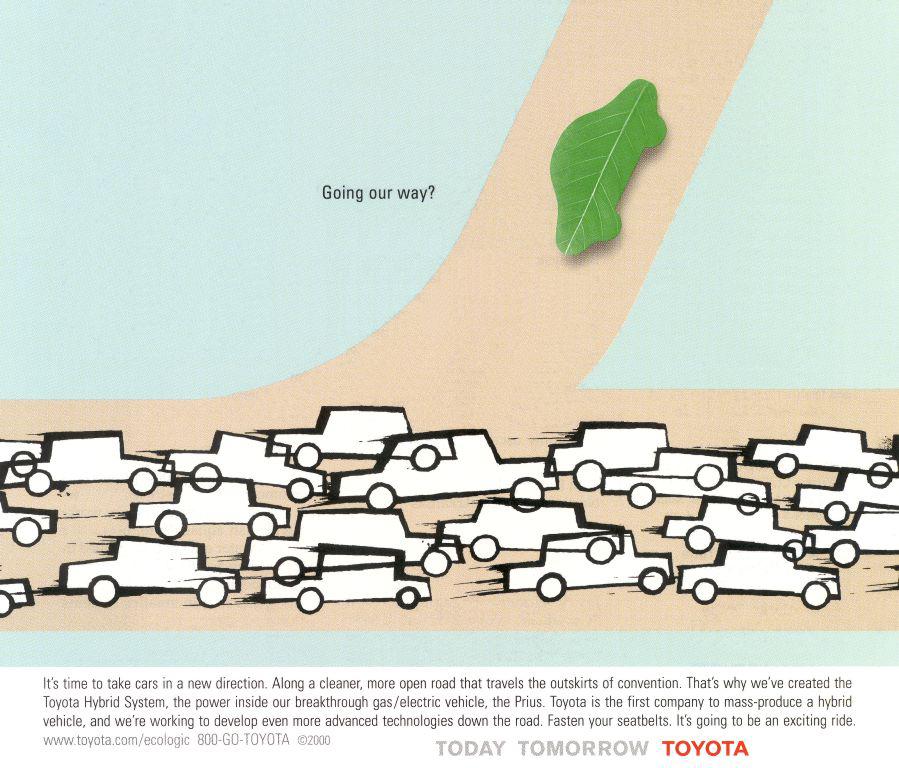 Going our way?
It's time to take cars in a new direction. Along a cleaner, more open road that travels the outskirts of convention. That's why we've created the
Toyota Hybrid System, the power inside our breakthrough gas/electric vehicle, the Prius. Toyota is the first company to mass-produce a hybrid
vehicle, and we're working to develop even more advanced technologies down the road. Fasten your seatbelts. It's going to be an exciting ride.
www.toyota.com/ecologic 800-GO-TOYOTA ©2000
TODAY TOMORROW TOYOTA